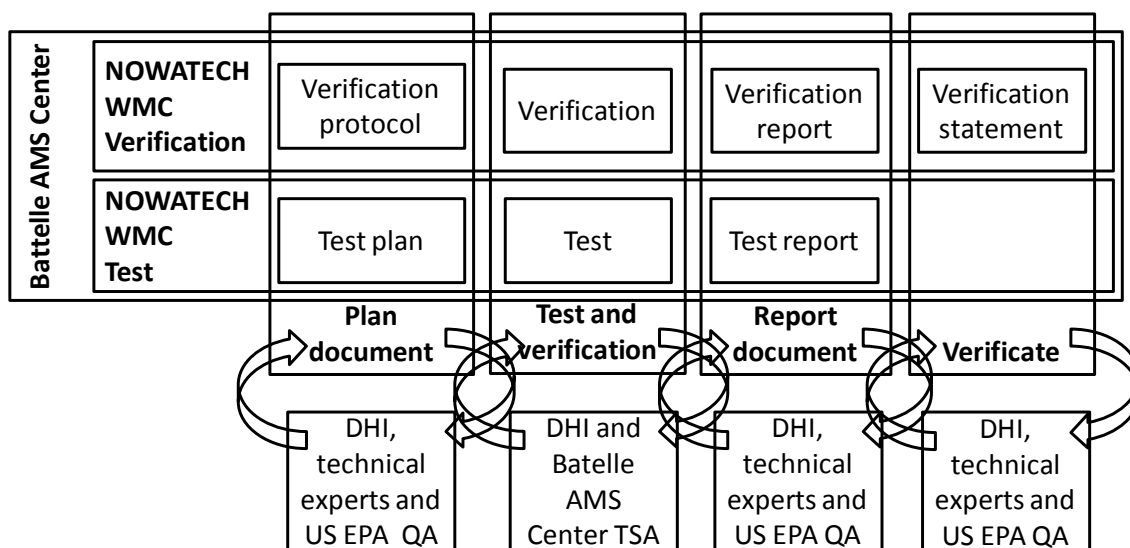 Battelle AMS Center
NOWATECH
WMC
Verification
Verification
protocol
Verification
Verification
report
Verification
statement
NOWATECH
WMC
Test
Test plan
Test
Test report
Plan
document
Test and
verification
Report
document
Verificate
DHI,
technical
experts and
US EPA QA
DHI and
Batelle
AMS
Center TSA
DHI,
technical
experts and
US EPA QA
DHI,
technical
experts and
US EPA QA